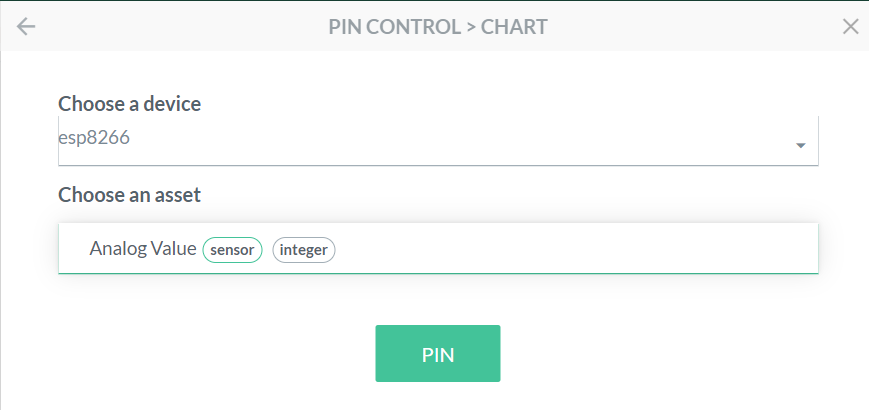 PIN CONTROL > CHART
Choose a device
esp8266
Choose an asset
Analog Value sensor integer
PIN